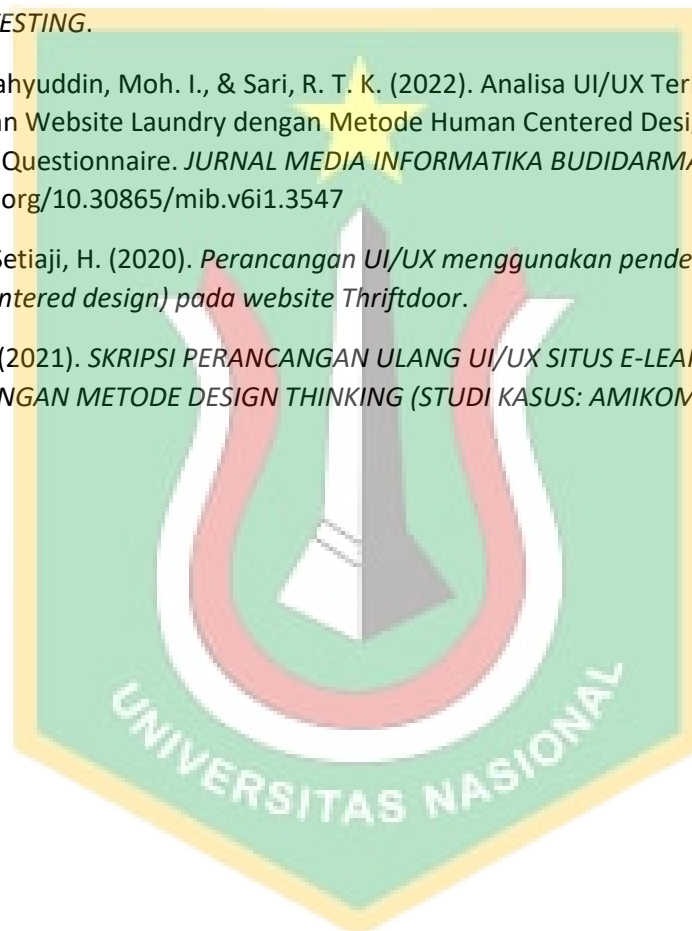 ESTING.
ahyuddin, Moh. I., & Sari, R. T. K. (2022). Analisa UI/UX Ter
n Website Laundry dengan Metode Human Centered Desi
Questionnaire. JURNAL MEDIA INFORMATIKA BUDIDARMA
org/10.30865/mib.v6i1.3547
Setiaji, H. (2020). Perancangan UI/UX menggunakan pende
ntered design) pada website Thriftdoor.
(2021). SKRIPSI PERANCANGAN ULANG UI/UX SITUS E-LEA
NGAN METODE DESIGN THINKING (STUDI KASUS: AMIKOM
UNIVERSITAS NASIONAL